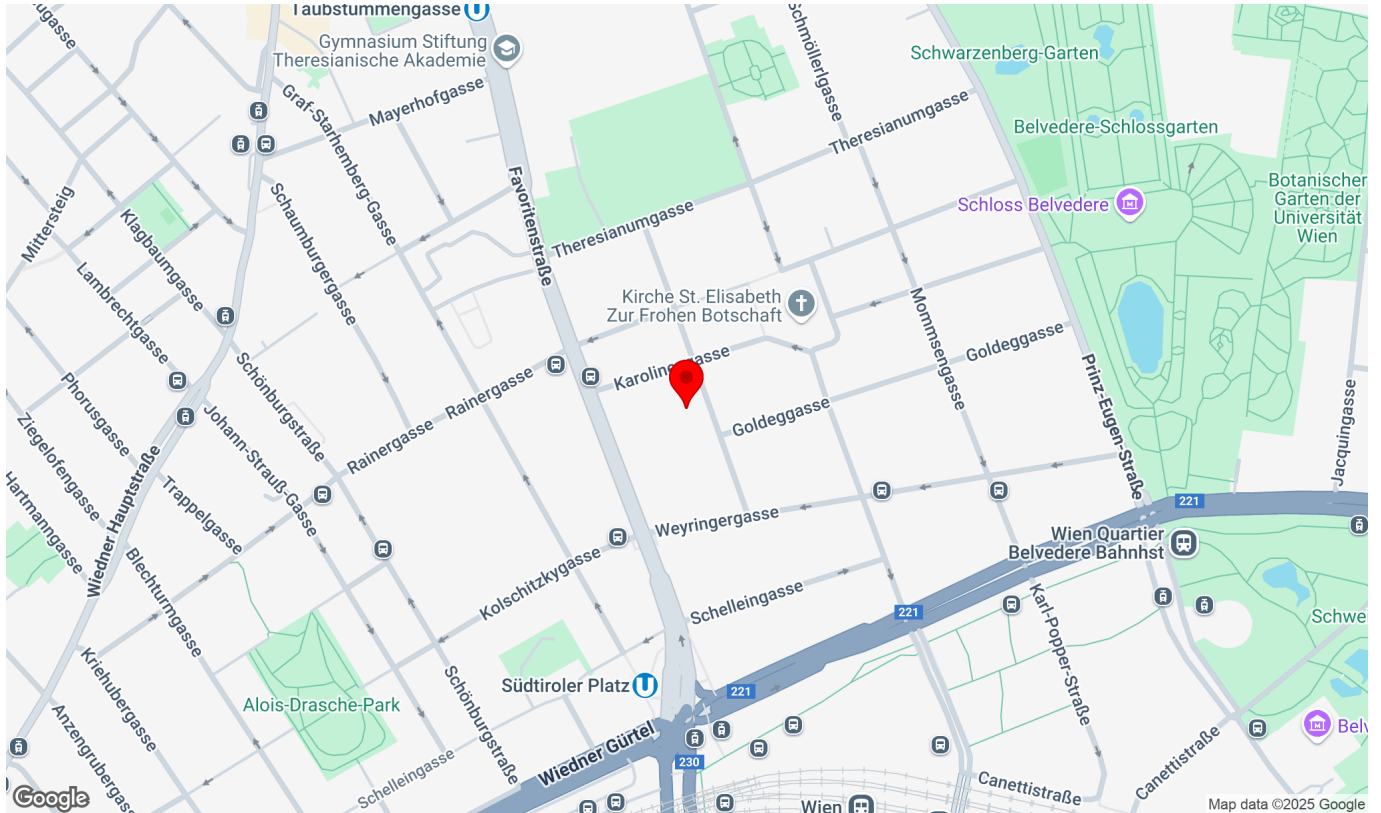 Taubstummengasse
Gymnasium Stiftung
Theresianische Akademie
Mayerhofgasse
Graf-Starhemberg-Gasse
Schmöllerlgasse
Schwarzenberg-Garten
Theresianumgasse
Belvedere-Schlossgarten
Botanischer
Garten der
Universität
Wien
Schloss Belvedere
Mittersteig
Klagbaumgasse
Schaumburgergasse
Favoritenstraße
Theresianumgasse
Lambrechtgasse
Kirche St. Elisabeth
Zur Frohen Botschaft
Mommsengasse
Goldeggasse
Prinz-Eugen-Straße
Karolinengasse
Rainergasse
Rainergasse
Schönburgstraße
Phorusgasse
Ziegelofengasse
Johann-Strauß-Gasse
Goldeggasse
Jacquingasse
Wiedner Hauptstraße
Hartmanngasse
Trappelgasse
Weyringergasse
221
Wien Quartier
Belvedere Bahnhst
Blechturmgasse
Kolschitzkygasse
Schelleingasse
221
Karl-Popper-Straße
Schwe
Kriehubergasse
Südtiroler Platz
221
Alois-Drasche-Park
Schönburgstraße
Anzengrubergasse
Wiedner Gürtel
230
Schelleingasse
Belv
Canettistraße
Canettistraße
Wien
Google
Map data ©2025 Google